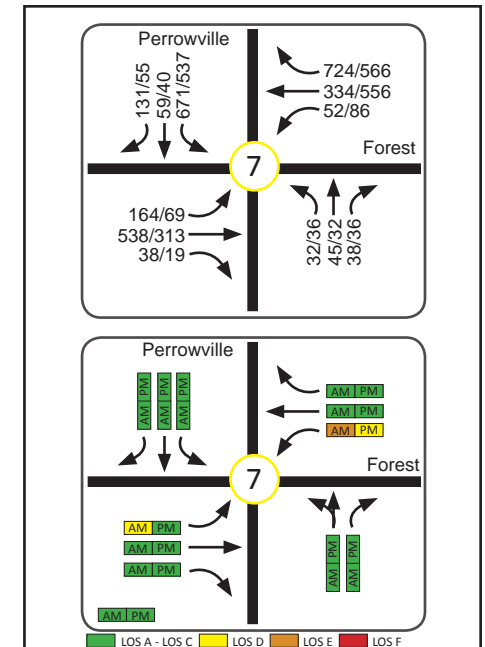 Perrowville
131/55
59/40
671/537
724/566
334/556
52/86
Forest
7
164/69
538/313
38/19
32/36
45/32
38/36
Perrowville
AM PM
AM PM
AM PM
AM PM
AM PM
AM PM
Forest
7
AM PM
AM PM
AM PM
AM PM
AM PM
AM PM
LOS A - LOS C LOS D LOS E LOS F